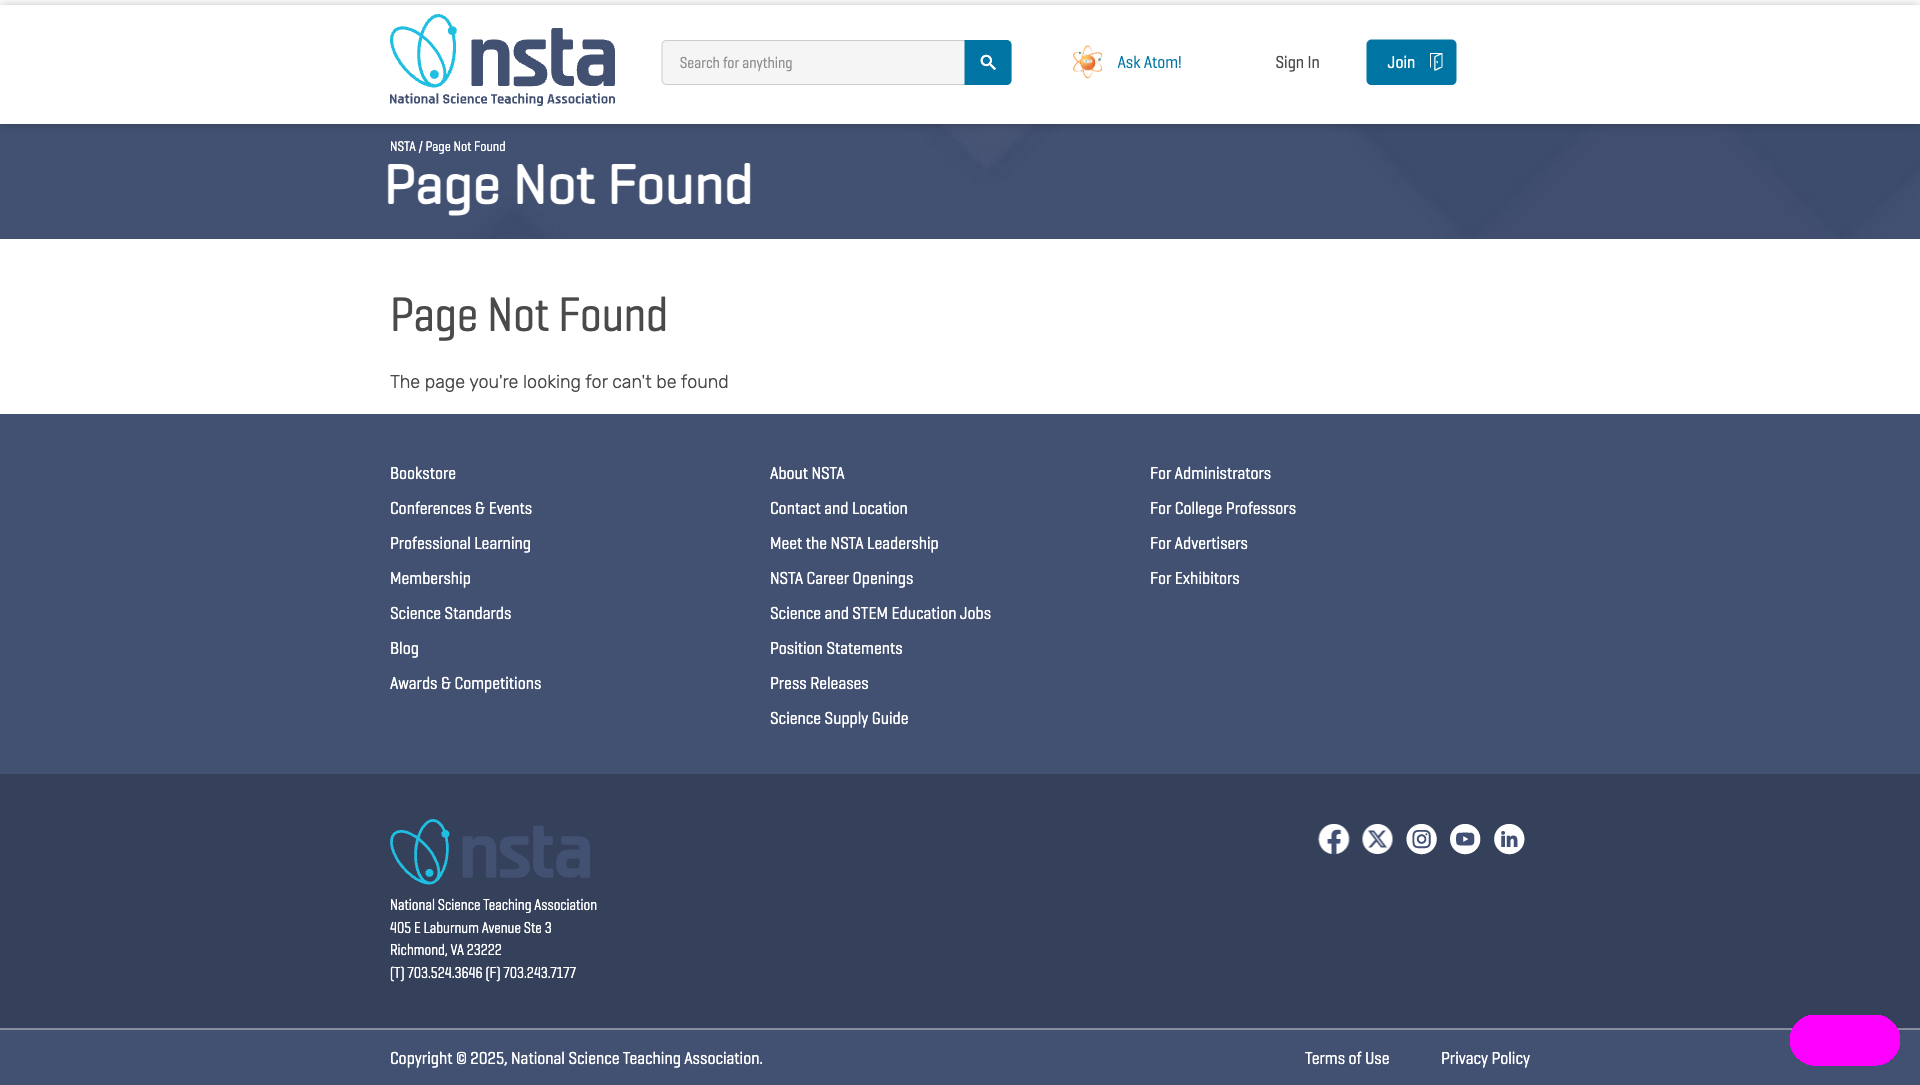 nsta
National Science Teaching Association
Search for anything
Ask Atom!
Sign In
Join
NSTA / Page Not Found
Page Not Found
Page Not Found
The page you're looking for can't be found
Bookstore
Conferences & Events
Professional Learning
Membership
Science Standards
Blog
Awards & Competitions
About NSTA
Contact and Location
Meet the NSTA Leadership
NSTA Career Openings
Science and STEM Education Jobs
Position Statements
Press Releases
Science Supply Guide
For Administrators
For College Professors
For Advertisers
For Exhibitors
nsta
National Science Teaching Association
405 E Laburnum Avenue Ste 3
Richmond, VA 23222
(T) 703.524.3646 (F) 703.243.7177
Copyright © 2025, National Science Teaching Association.
Terms of Use
Privacy Policy